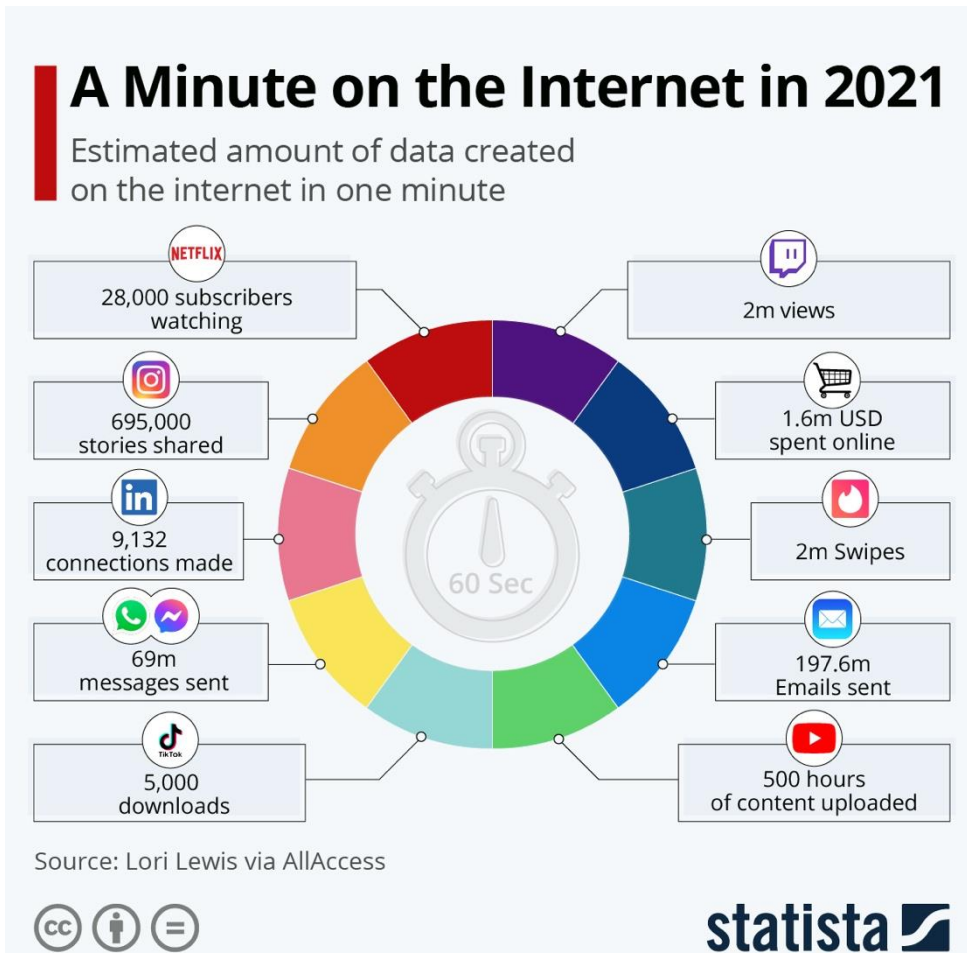 A Minute on the Internet in 2021
Estimated amount of data created
on the internet in one minute
NETFLIX
28,000 subscribers
watching
2m views
695,000
stories shared
1.6m USD
spent online
in
9,132
connections made
2m Swipes
69m
messages sent
197.6m
Emails sent
TikTok
5,000
downloads
500 hours
of content uploaded
60 Sec
Source: Lori Lewis via AllAccess
cc
statista